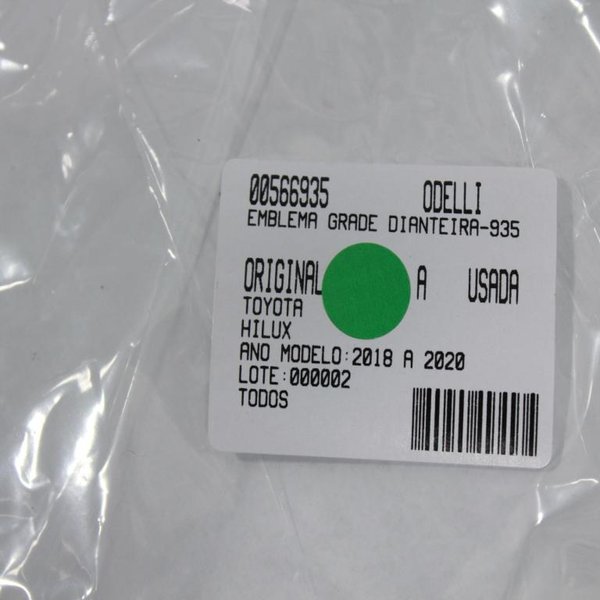 00566935 ODELLI
EMBLEMA GRADE DIANTEIRA-935
ORIGINAL A USADA
TOYOTA
HILUX
ANO MODELO:2018 A 2020
LOTE:000002
TODOS